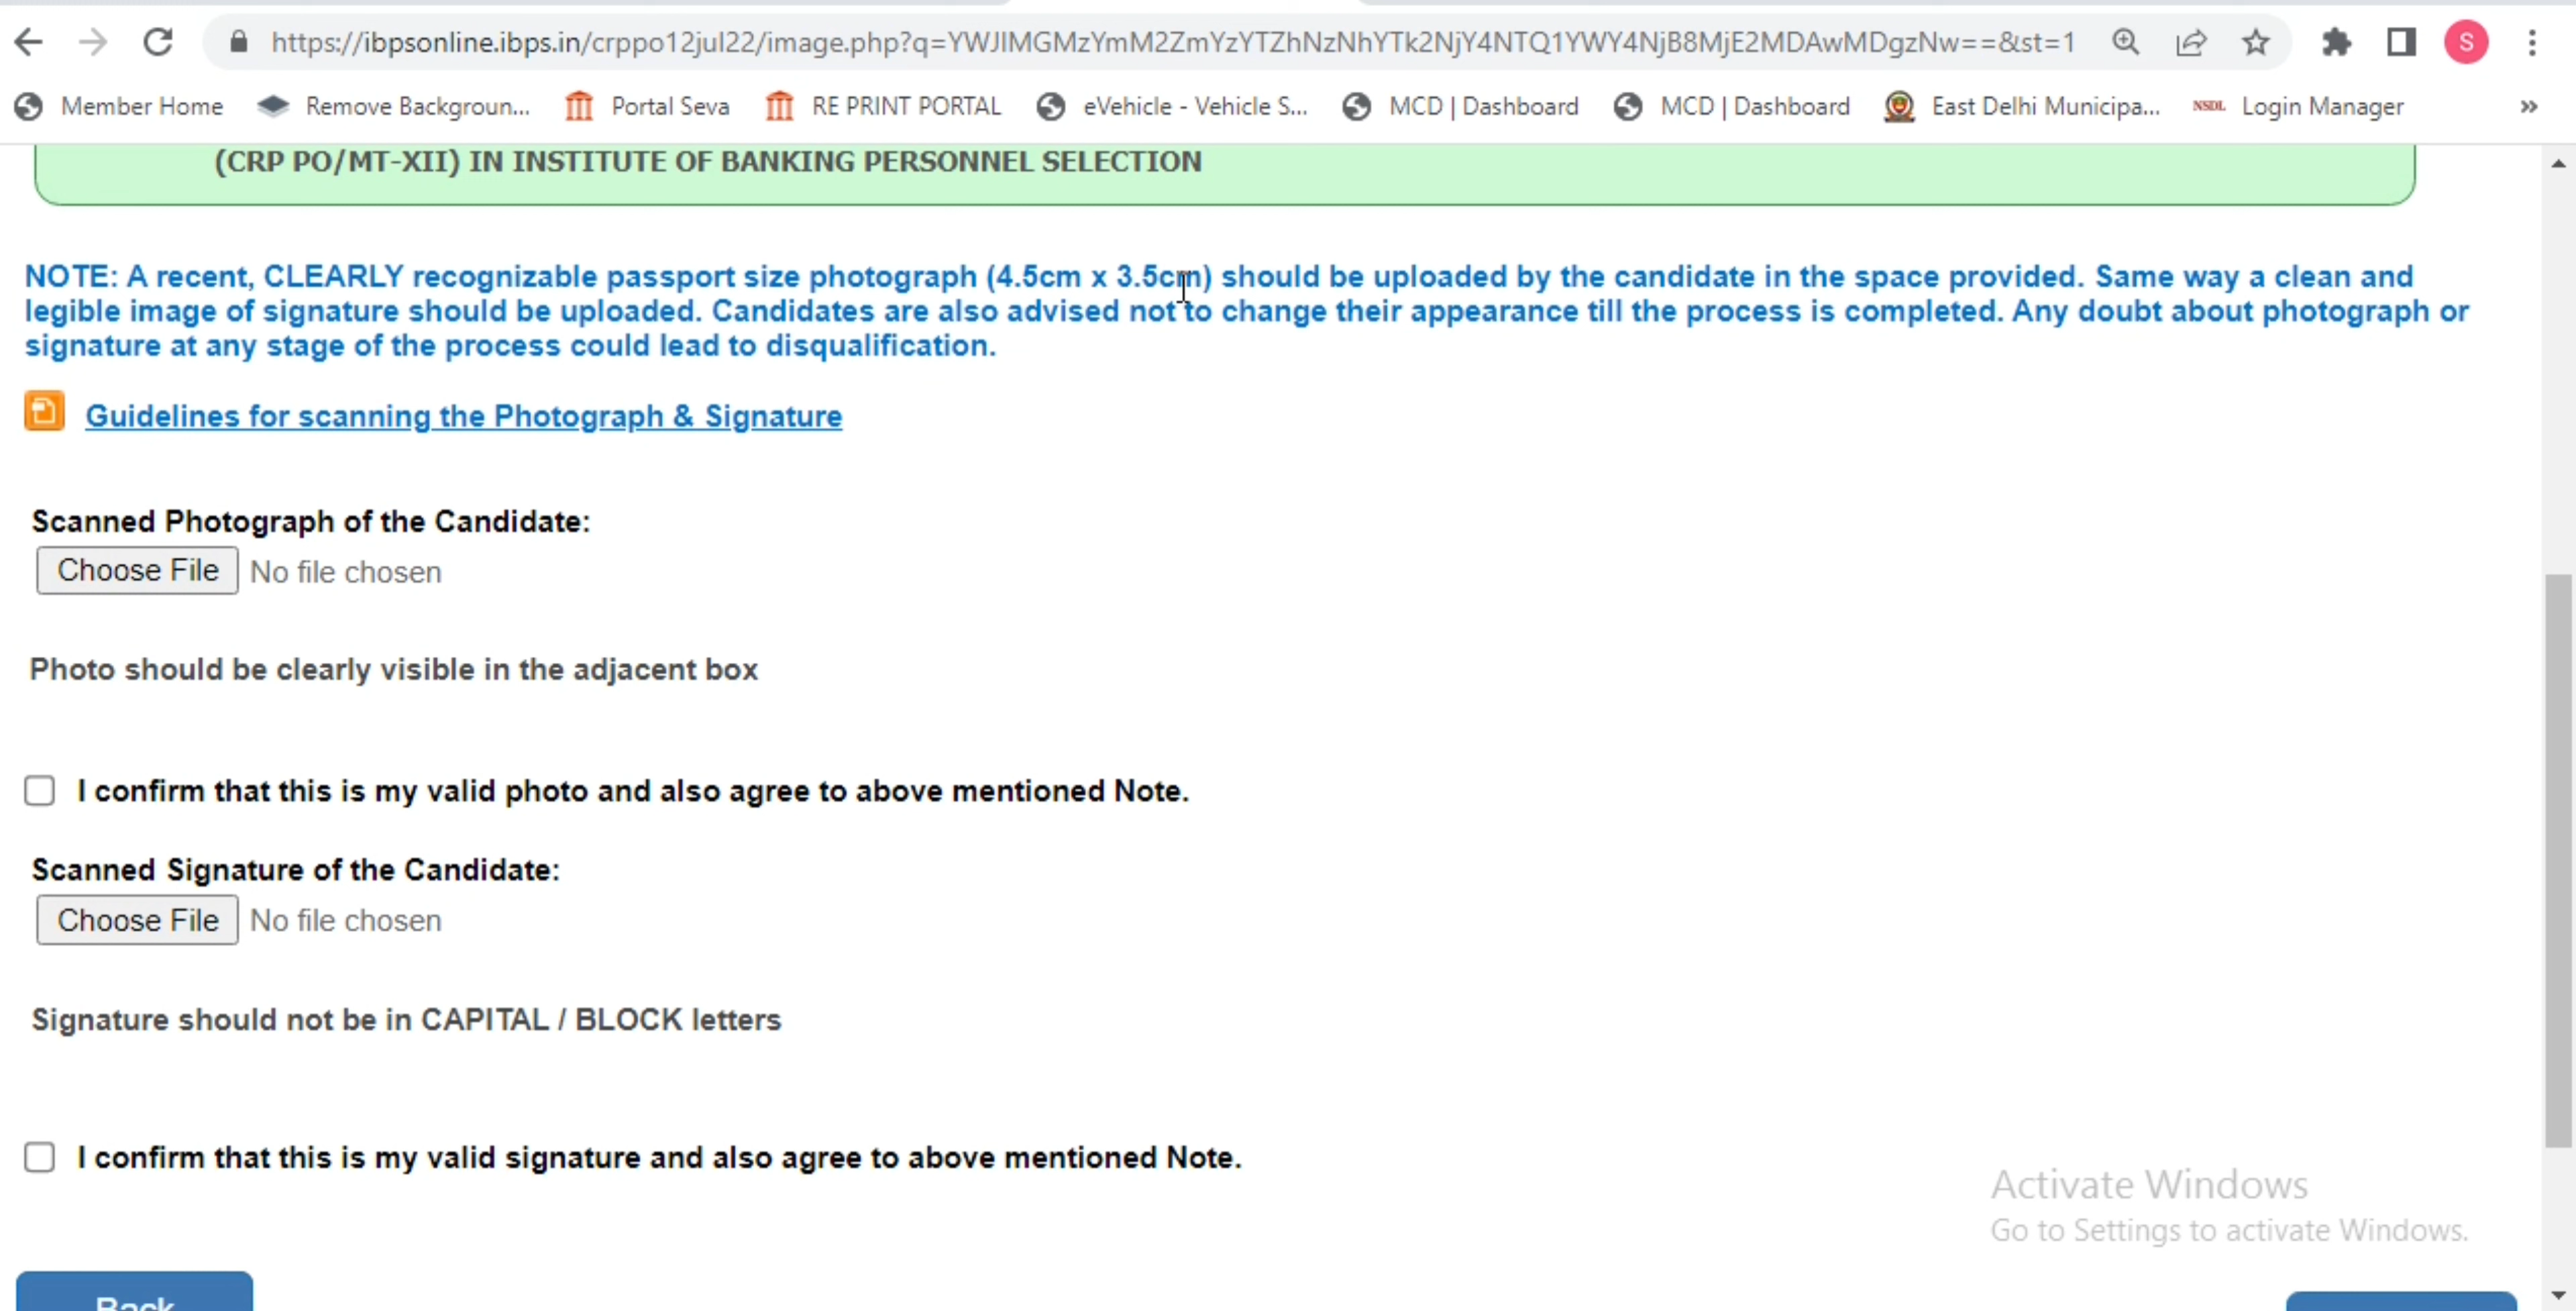 https://ibpsonline.ibps.in/crppo12jul22/image.php?q=YWJlMGMzYmM2ZmYzYTZhNzNhYTk2NjY4NTQ1YWY4NjB8MjE2MDAwMDgzNw==&st=1
S
Member Home Remove Backgroun... Portal Seva RE PRINT PORTAL eVehicle - Vehicle S... MCD | Dashboard MCD | Dashboard East Delhi Municipa... NSDL Login Manager »
(CRP PO/MT-XII) IN INSTITUTE OF BANKING PERSONNEL SELECTION
NOTE: A recent, CLEARLY recognizable passport size photograph (4.5cm x 3.5cm) should be uploaded by the candidate in the space provided. Same way a clean and
legible image of signature should be uploaded. Candidates are also advised not to change their appearance till the process is completed. Any doubt about photograph or
signature at any stage of the process could lead to disqualification.
Guidelines for scanning the Photograph & Signature
Scanned Photograph of the Candidate:
Choose File No file chosen
Photo should be clearly visible in the adjacent box
I confirm that this is my valid photo and also agree to above mentioned Note.
Scanned Signature of the Candidate:
Choose File No file chosen
Signature should not be in CAPITAL / BLOCK letters
I confirm that this is my valid signature and also agree to above mentioned Note.
Activate Windows
Go to Settings to activate Windows.
Back